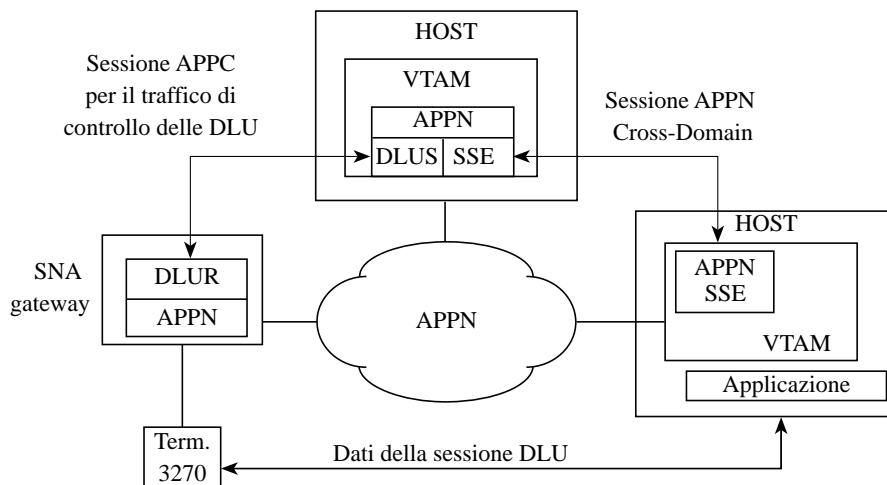 HOST
Sessione APPC
per il traffico di
controllo delle DLU
VTAM
APPN
DLUS
SSE
Sessione APPN
Cross-Domain
SNA
gateway
DLUR
APPN
APPN
HOST
APPN
SSE
VTAM
Applicazione
Term.
3270
Dati della sessione DLU